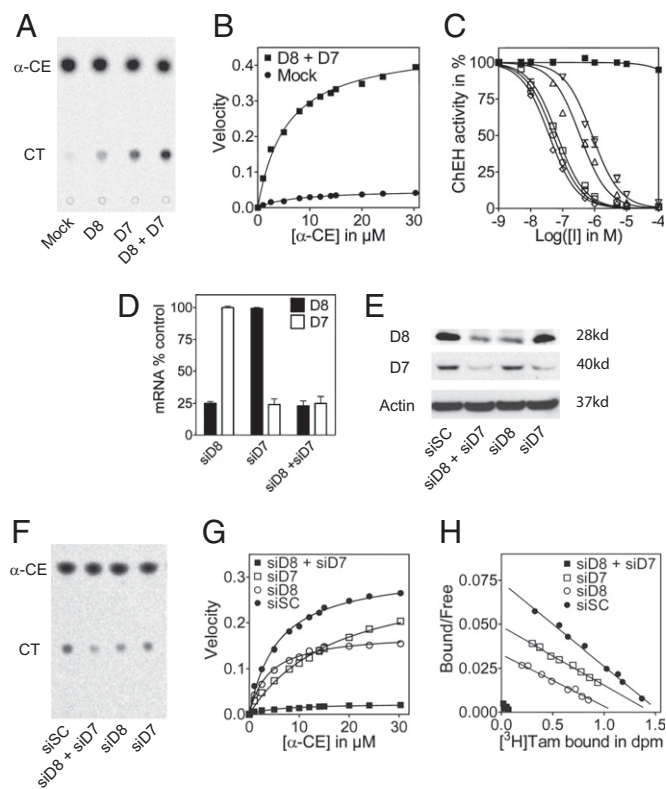 A
α-CE
CT
Mock
D8
D7
D8 + D7
B
D8 + D7
Mock
Velocity
0.4
0.3
0.2
0.1
0.0
0 10 20 30
[α-CE] in µM
C
ChEH activity in %
100
75
50
25
0
-9 -8 -7 -6 -5 -4
Log([I] in M)
D
mRNA % control
100
75
50
25
0
D8
D7
siD8
siD7
siD8 +siD7
E
D8 28kd
D7 40kd
Actin 37kd
siSC
siD8 + siD7
siD8
siD7
F
α-CE
CT
siSC
siD8 + siD7
siD8
siD7
G
siD8 + siD7
siD7
siD8
siSC
Velocity
0.3
0.2
0.1
0.0
0 10 20 30
[α-CE] in µM
H
siD8 + siD7
siD7
siD8
siSC
Bound/Free
0.075
0.050
0.025
0.000
0.0 0.5 1.0 1.5
[³H]Tam bound in dpm